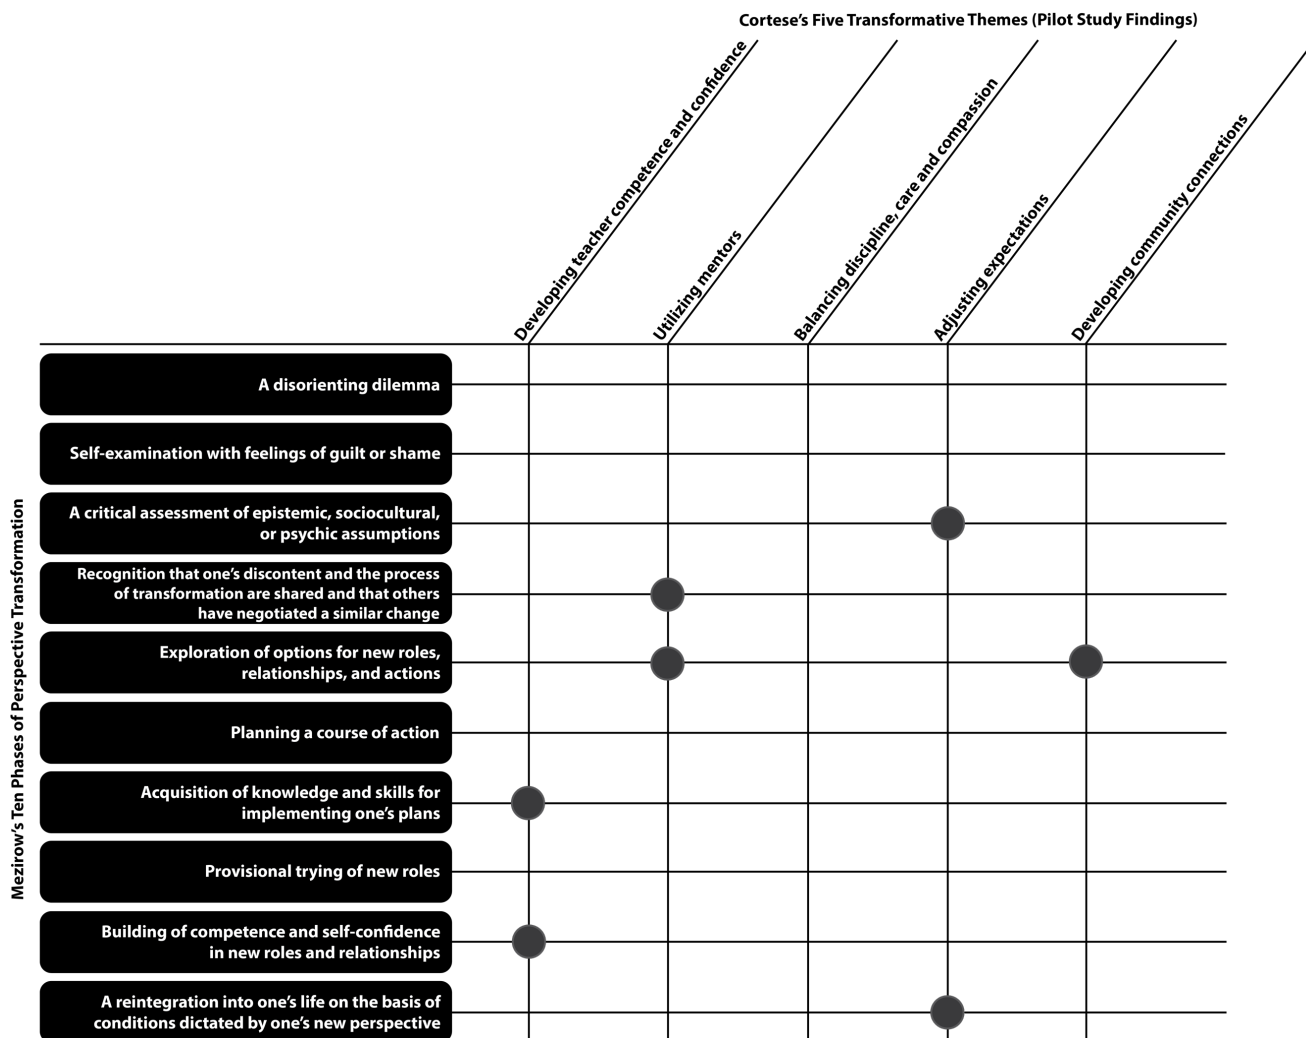 Cortese's Five Transformative Themes (Pilot Study Findings)
Developing teacher competence and confidence
Utilizing mentors
Balancing discipline, care and compassion
Adjusting expectations
Developing community connections
Mezirow's Ten Phases of Perspective Transformation
A disorienting dilemma
Self-examination with feelings of guilt or shame
A critical assessment of epistemic, sociocultural,
or psychic assumptions
Recognition that one's discontent and the process
of transformation are shared and that others
have negotiated a similar change
Exploration of options for new roles,
relationships, and actions
Planning a course of action
Acquisition of knowledge and skills for
implementing one's plans
Provisional trying of new roles
Building of competence and self-confidence
in new roles and relationships
A reintegration into one's life on the basis of
conditions dictated by one's new perspective